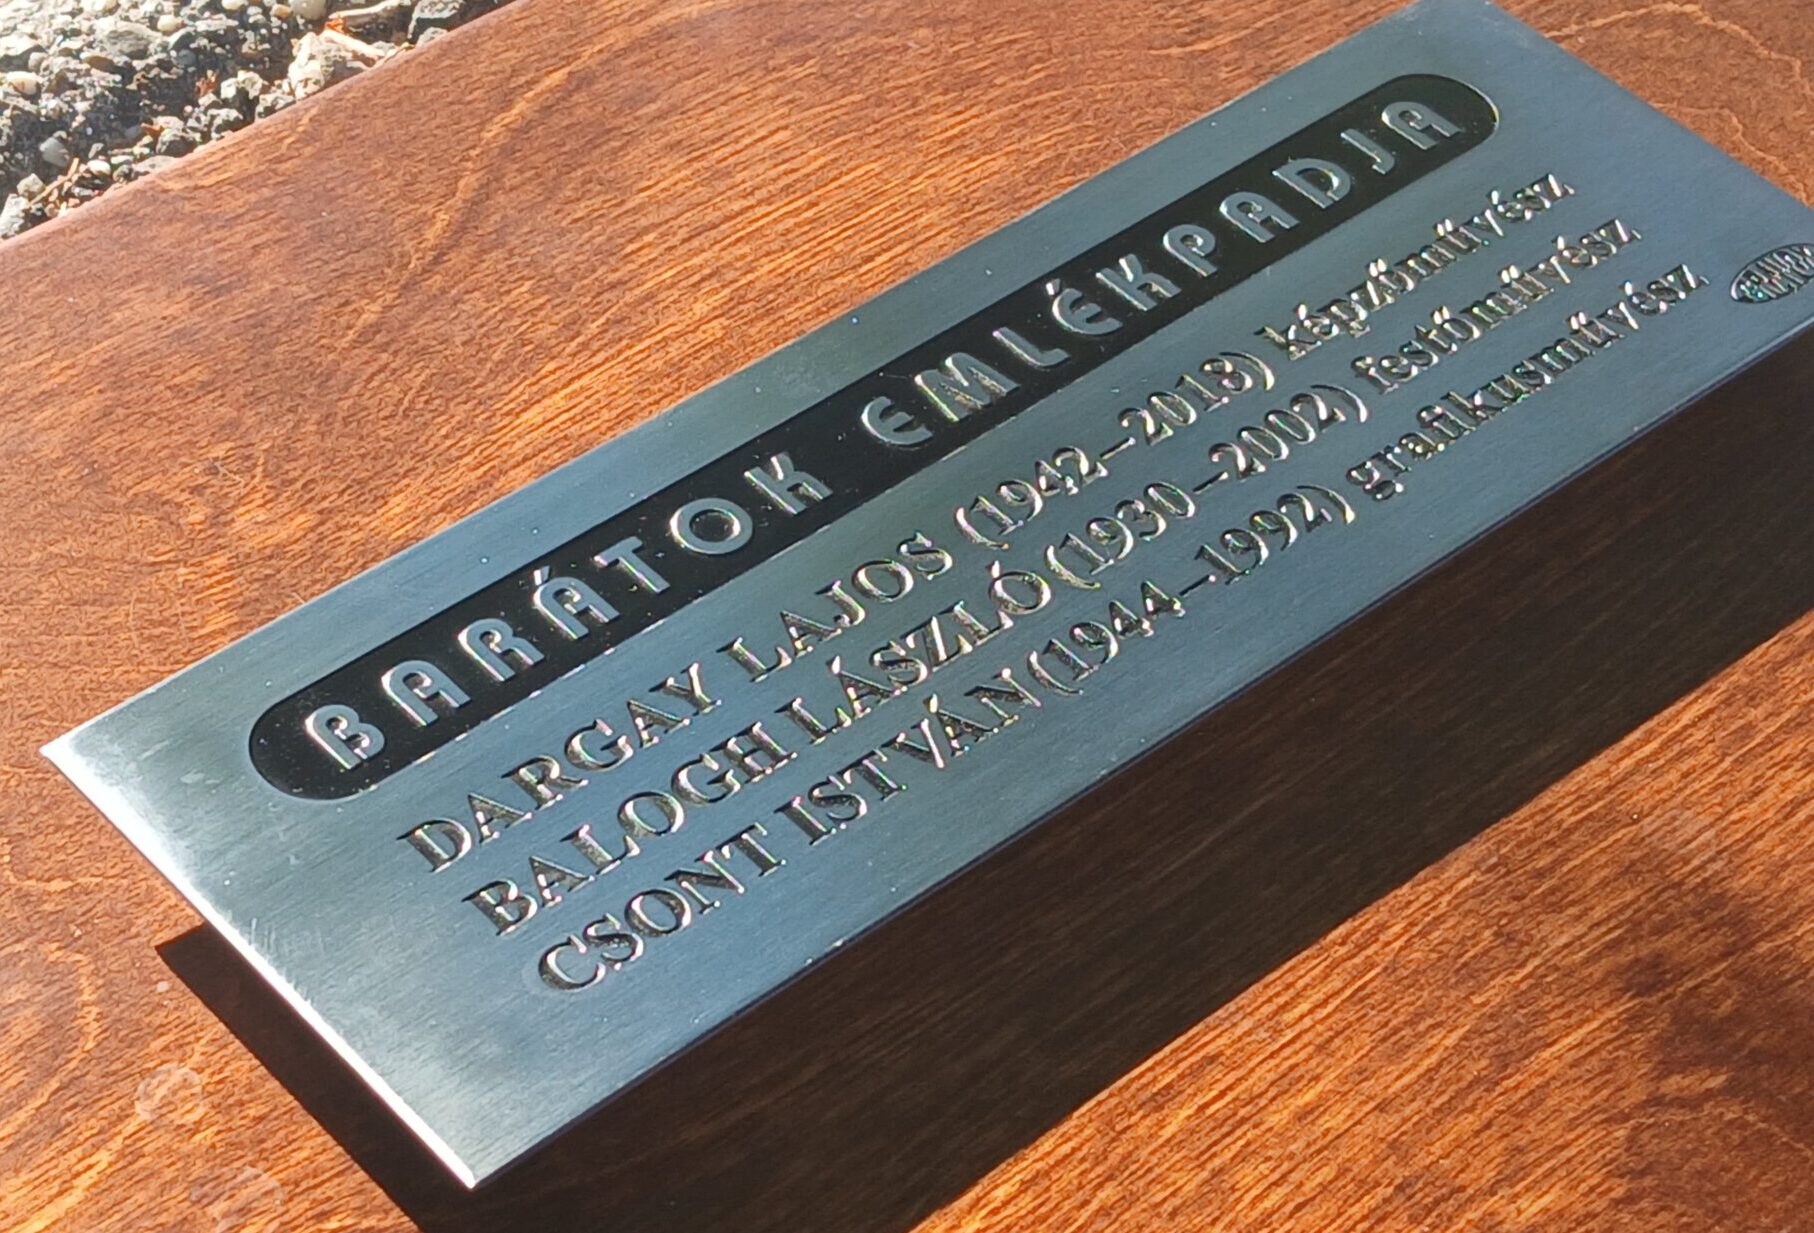 BARÁTOK EMLÉKPADJA
DARGAY LAJOS (1942–2018) képzőművész
BALOGH LÁSZLÓ (1930–2002) festőművész
CSONT ISTVÁN (1944–1992) grafikusművész